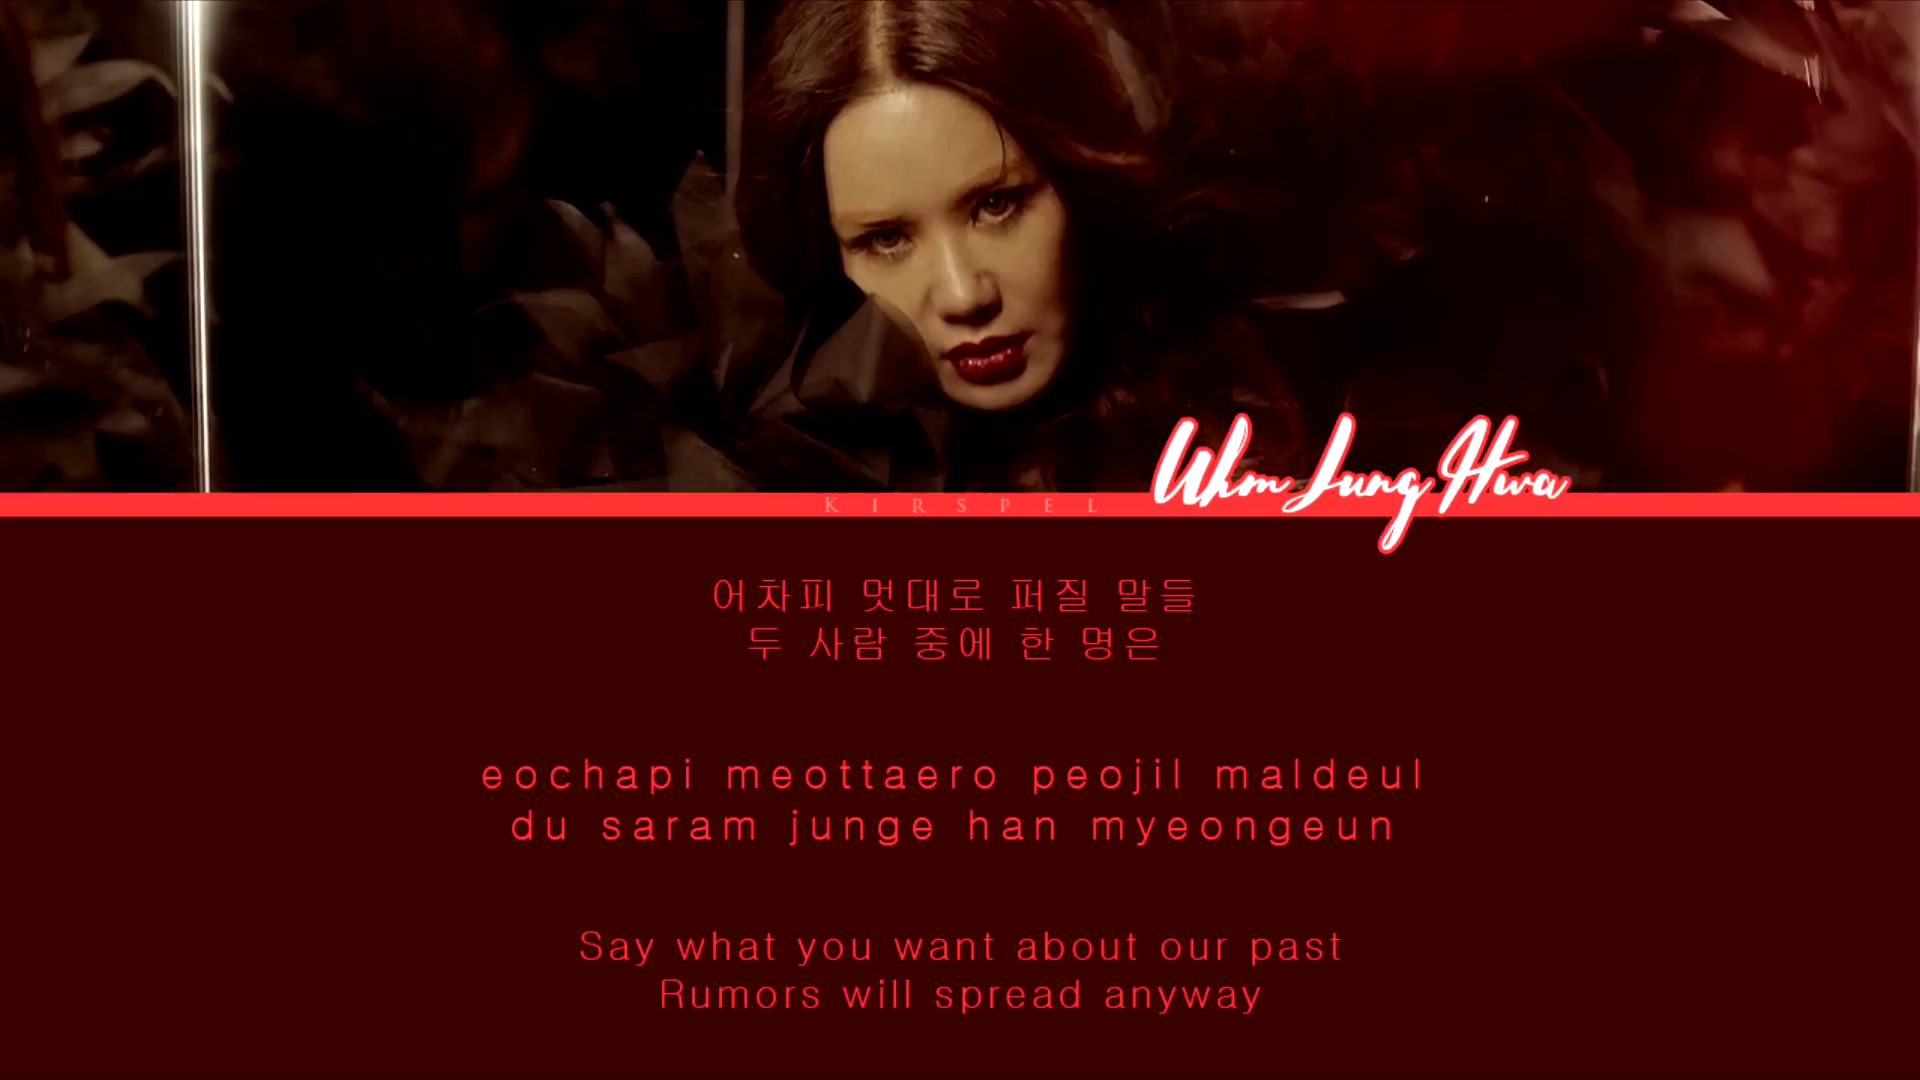 Uhm Jung Hwa
KIRSPEL
어차피 멋대로 퍼질 말들
두 사람 중에 한 명은
eochapi meottaero peojil maldeul
du saram junge han myeongeun
Say what you want about our past
Rumors will spread anyway